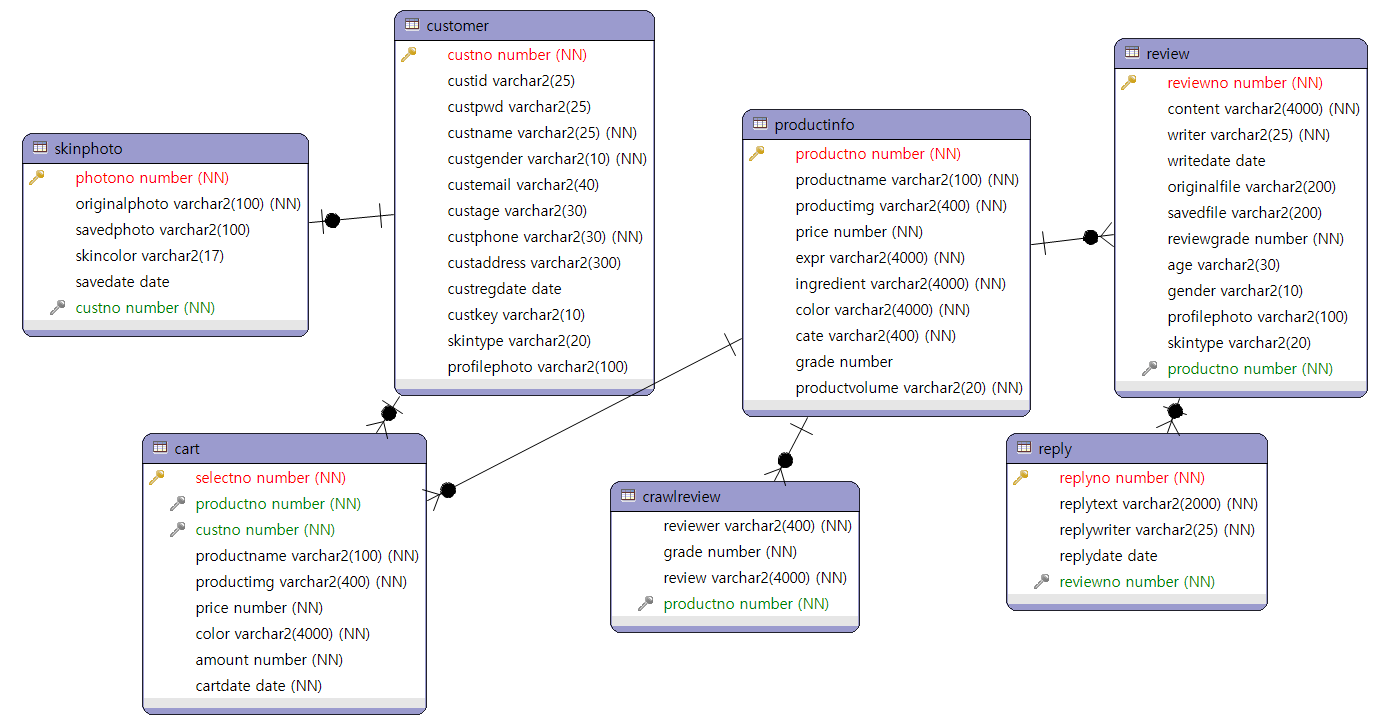 customer
custno number (NN)
custid varchar2(25)
custpwd varchar2(25)
custname varchar2(25) (NN)
custgender varchar2(10) (NN)
custemail varchar2(40)
custage varchar2(30)
custphone varchar2(30) (NN)
custaddress varchar2(300)
custregdate date
custkey varchar2(10)
skintype varchar2(20)
profilephoto varchar2(100)
review
reviewno number (NN)
content varchar2(4000) (NN)
writer varchar2(25) (NN)
writedate date
originalfile varchar2(200)
savedfile varchar2(200)
reviewgrade number (NN)
age varchar2(30)
gender varchar2(10)
profilephoto varchar2(100)
skintype varchar2(20)
productno number (NN)
productinfo
productno number (NN)
productname varchar2(100) (NN)
productimg varchar2(400) (NN)
price number (NN)
expr varchar2(4000) (NN)
ingredient varchar2(4000) (NN)
color varchar2(4000) (NN)
cate varchar2(400) (NN)
grade number
productvolume varchar2(20) (NN)
skinphoto
photono number (NN)
originalphoto varchar2(100) (NN)
savedphoto varchar2(100)
skincolor varchar2(17)
savedate date
custno number (NN)
cart
selectno number (NN)
productno number (NN)
custno number (NN)
productname varchar2(100) (NN)
productimg varchar2(400) (NN)
price number (NN)
color varchar2(4000) (NN)
amount number (NN)
cartdate date (NN)
crawlreview
reviewer varchar2(400) (NN)
grade number (NN)
review varchar2(4000) (NN)
productno number (NN)
reply
replyno number (NN)
replytext varchar2(2000) (NN)
replywriter varchar2(25) (NN)
replydate date
reviewno number (NN)